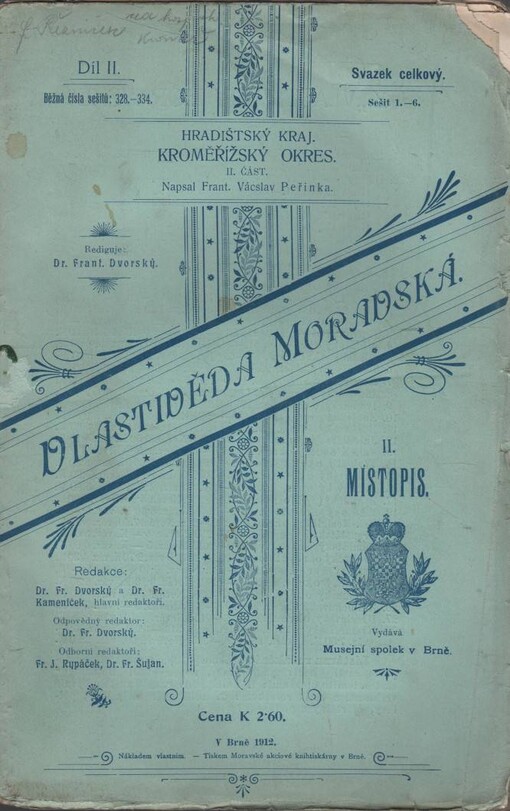 Díl II.
Běžná čísla sešitů: 328.—334.
Svazek celkový.
Sešit 1.—6.
HRADIŠTSKÝ KRAJ.
KROMĚŘÍŽSKÝ OKRES.
II. ČÁST.
Napsal Frant. Václav Peřinka.
Rediguje:
Dr. Frant. Dvorský.
VLASTIVĚDA MORAVSKÁ.
II.
MÍSTOPIS.
Redakce:
Dr. Fr. Dvorský a Dr. Fr.
Kameníček, hlavní redaktoři.
Odpovědný redaktor:
Dr. Fr. Dvorský.
Odborní redaktoři:
Fr. J. Rypáček, Dr. Fr. Šujan.
Vydává
Musejní spolek v Brně.
Cena K 2·60.
V Brně 1912.
Nákladem vlastním. — Tiskem Moravské akciové knihtiskárny v Brně.